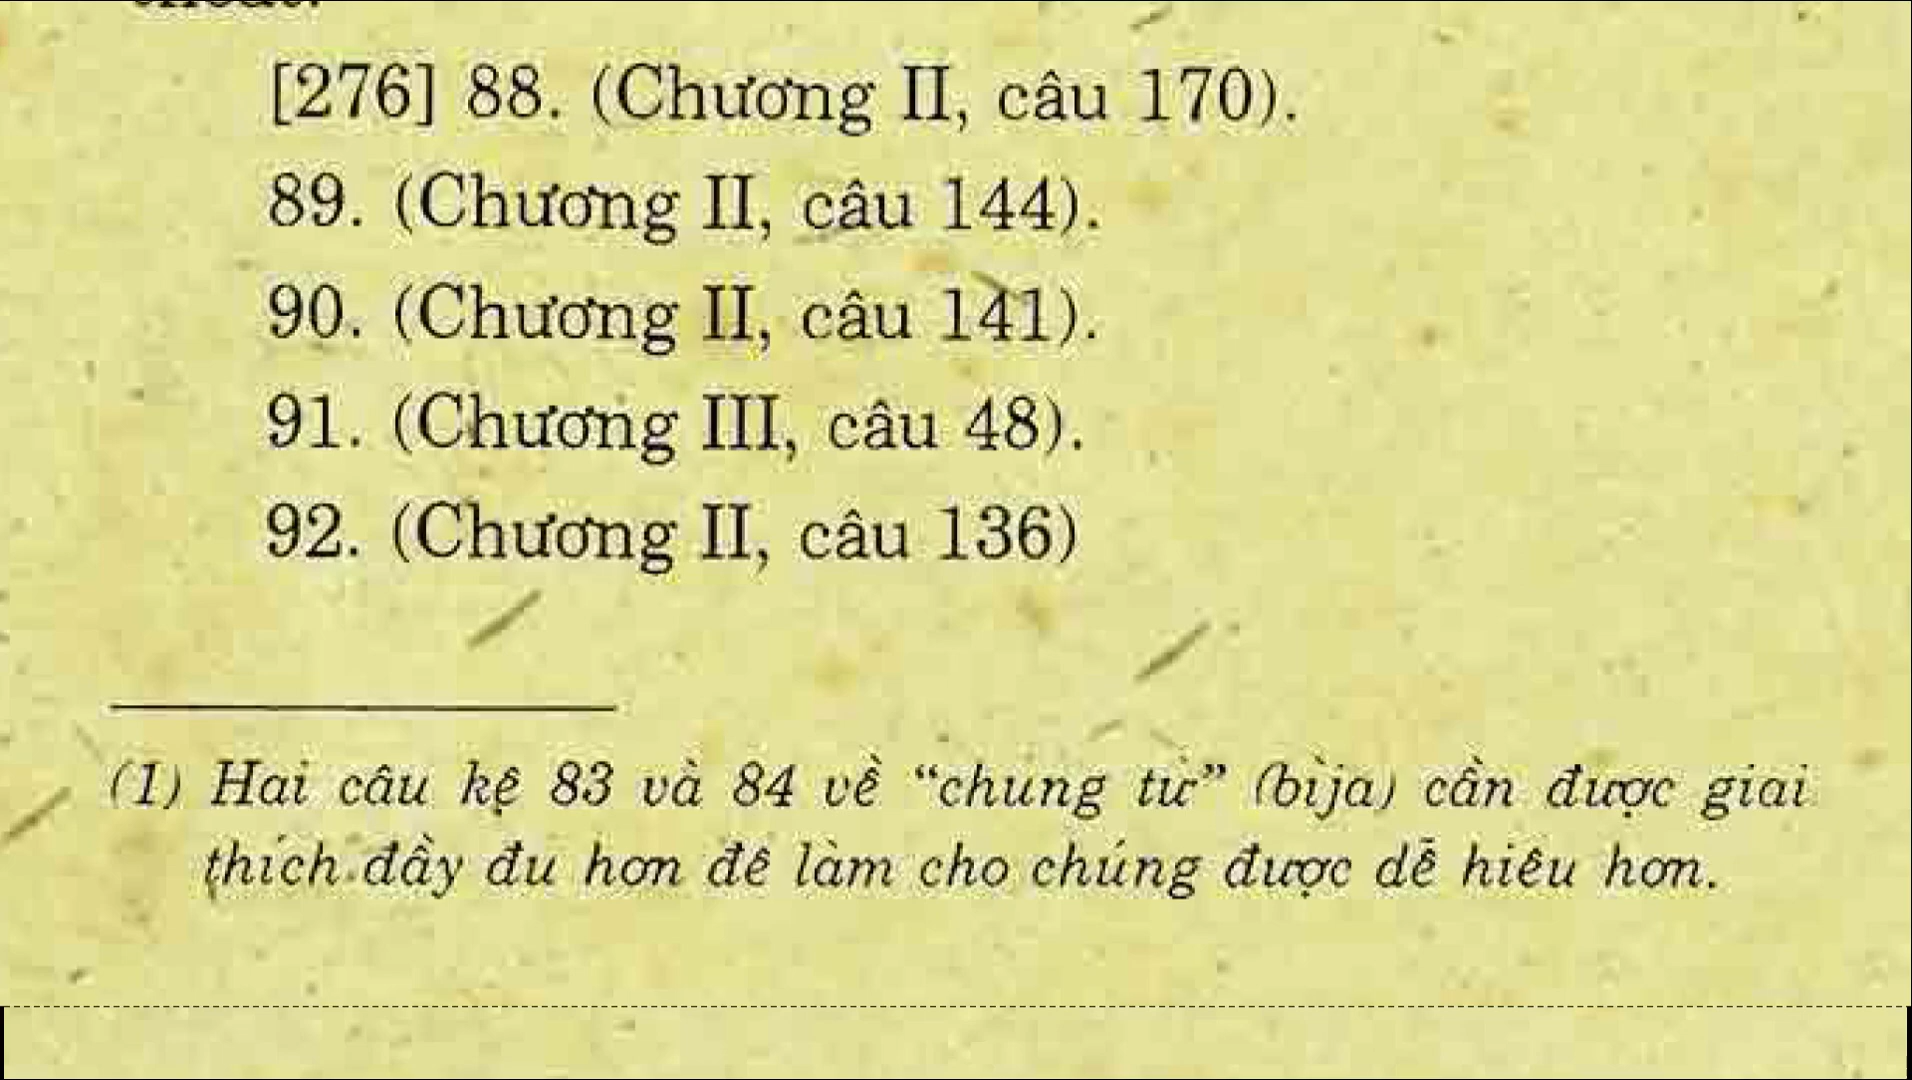 [276] 88. (Chương II, câu 170).
89. (Chương II, câu 144).
90. (Chương II, câu 141).
91. (Chương III, câu 48).
92. (Chương II, câu 136)
(1) Hai câu kệ 83 và 84 về “chủng tử” (bìja) cần được giải
thích đầy đủ hơn để làm cho chúng được dễ hiểu hơn.